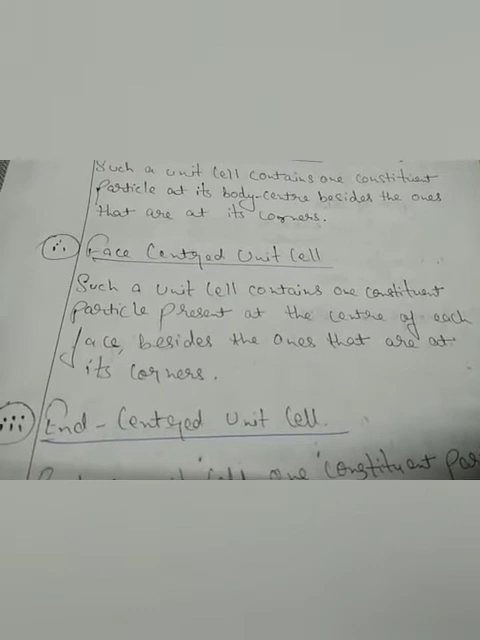 Such a unit cell contains one constituent
particle at its body-centre besides the ones
that are at its corners.
Face Centred Unit Cell
Such a unit cell contains one constituent
particle present at the centre of each
face, besides the ones that are at
its corners.
End-Centred Unit Cell.
cell, one constituent par